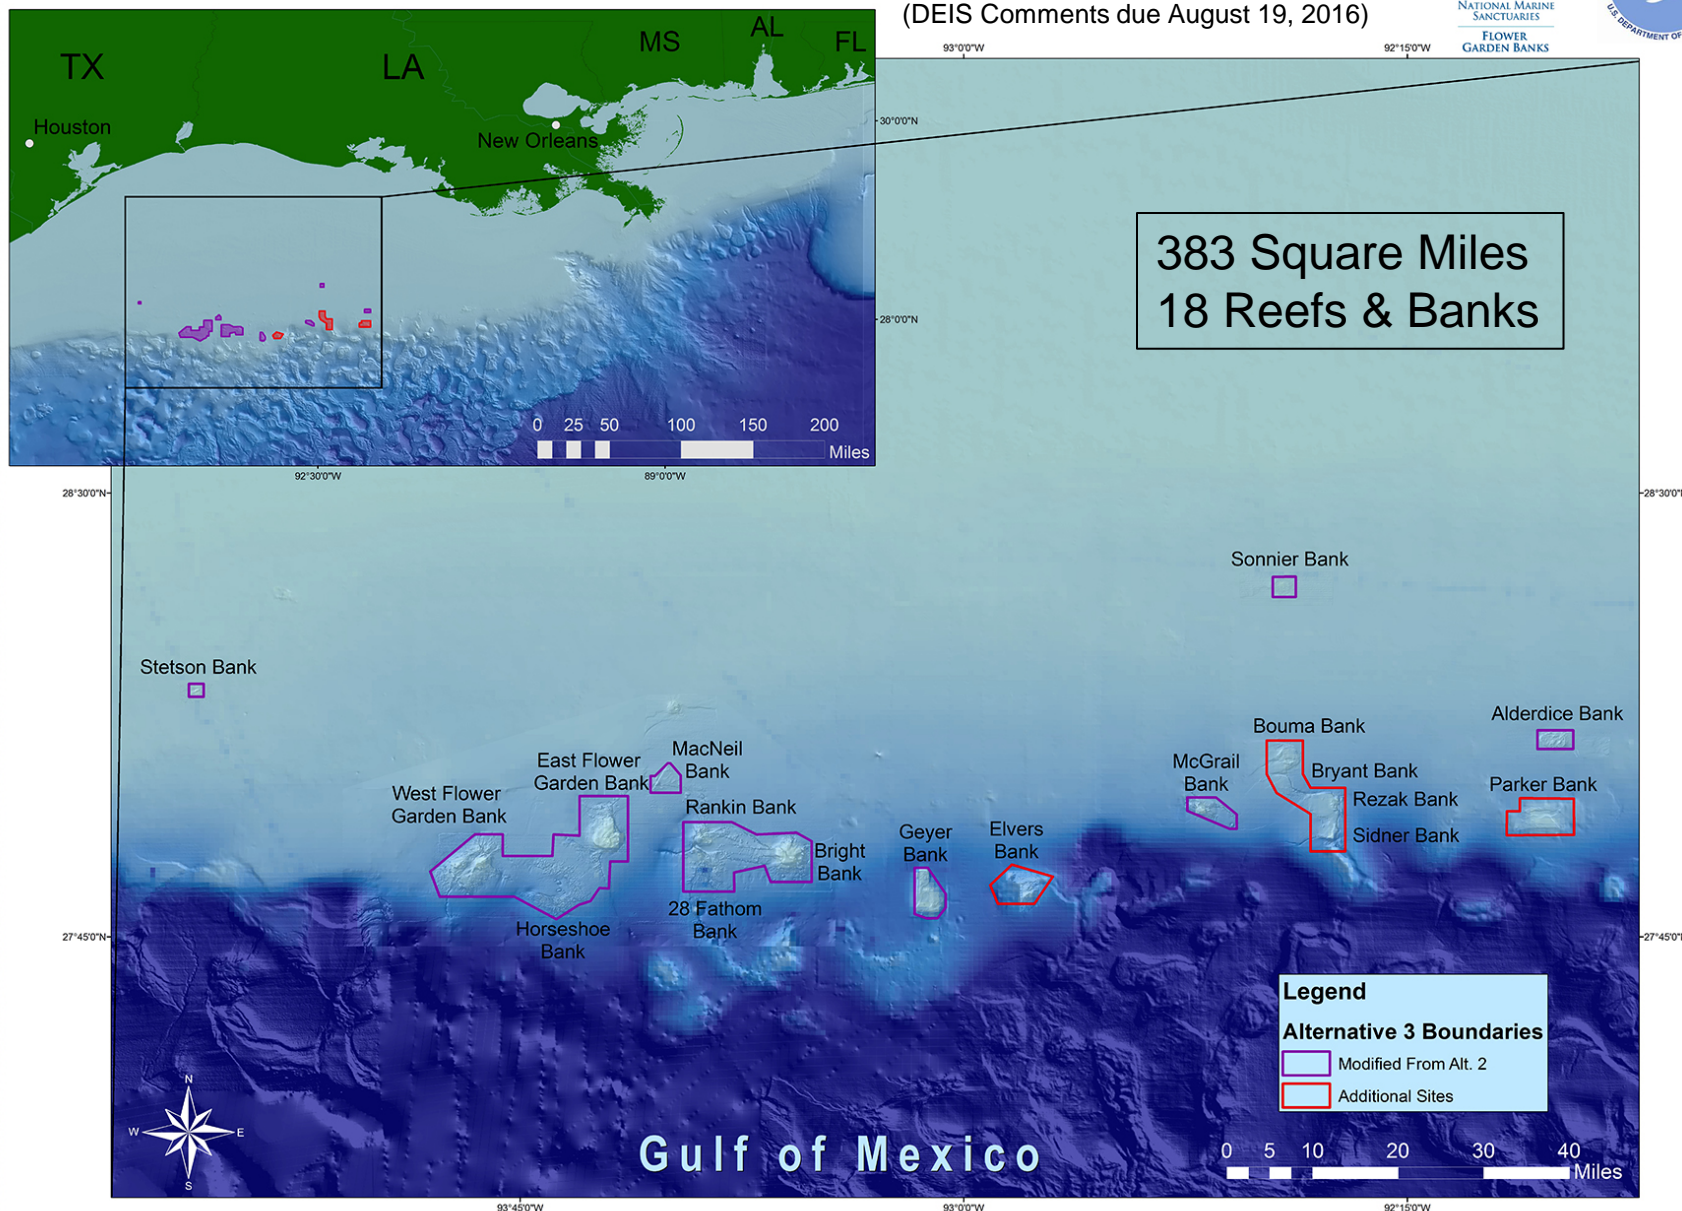 (DEIS Comments due August 19, 2016)
NATIONAL MARINE
SANCTUARIES
FLOWER
GARDEN BANKS
U.S. DEPARTMENT OF
TX
LA
MS
AL
FL
Houston
New Orleans
0 25 50 100 150 200
Miles
92°30'0"W
89°0'0"W
30°0'0"N
28°0'0"N
93°0'0"W
92°15'0"W
383 Square Miles
18 Reefs & Banks
28°30'0"N
28°30'0"N
Sonnier Bank
Stetson Bank
Alderdice Bank
Bouma Bank
MacNeil
Bank
East Flower
Garden Bank
McGrail
Bank
Bryant Bank
Parker Bank
West Flower
Garden Bank
Rankin Bank
Rezak Bank
Geyer
Bank
Elvers
Bank
Sidner Bank
Bright
Bank
28 Fathom
Bank
Horseshoe
Bank
27°45'0"N
27°45'0"N
Legend
Alternative 3 Boundaries
Modified From Alt. 2
Additional Sites
N
W
E
S
Gulf of Mexico
0 5 10 20 30 40
Miles
93°45'0"W
93°0'0"W
92°15'0"W